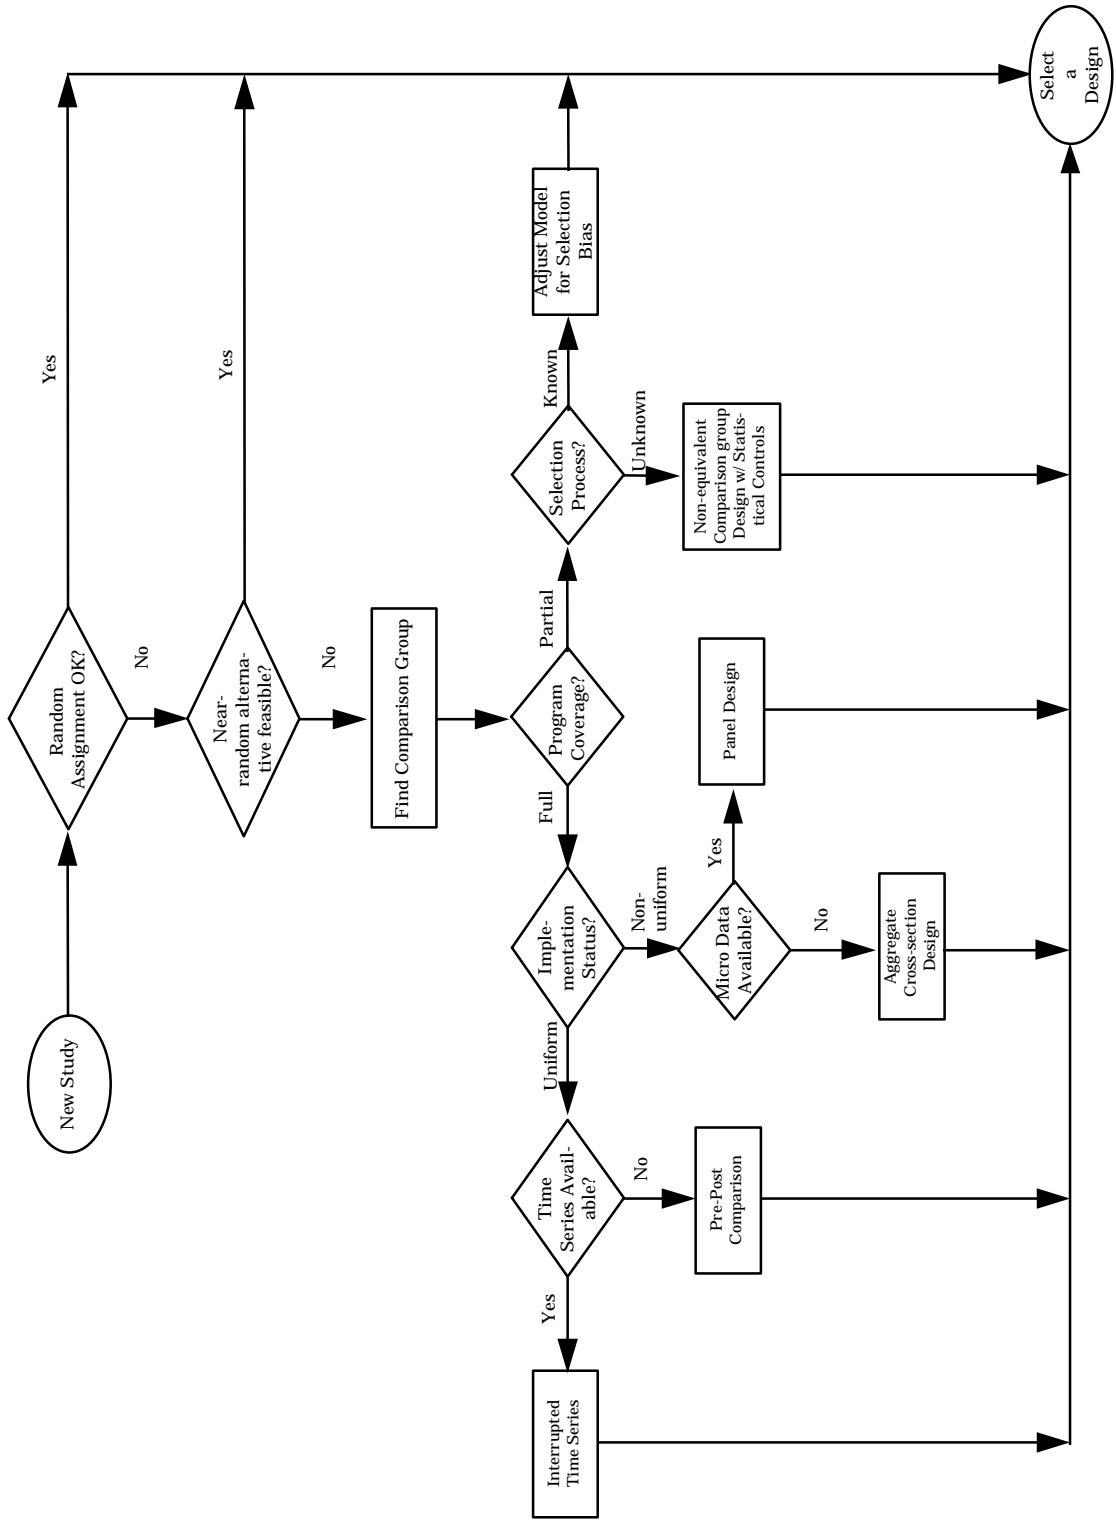 New Study
Random
Assignment OK?
Yes
No
Near-
random alterna-
tive feasible?
Yes
No
Find Comparison Group
Program
Coverage?
Partial
Full
Selection
Process?
Known
Unknown
Adjust Model
for Selection
Bias
Non-equivalent
Comparison group
Design w/ Statis-
tical Controls
Imple-
mentation
Status?
Non-
uniform
Uniform
Micro Data
Available?
Yes
No
Panel Design
Aggregate
Cross-section
Design
Time
Series Avail-
able?
No
Yes
Pre-Post
Comparison
Interrupted
Time Series
Select
a
Design